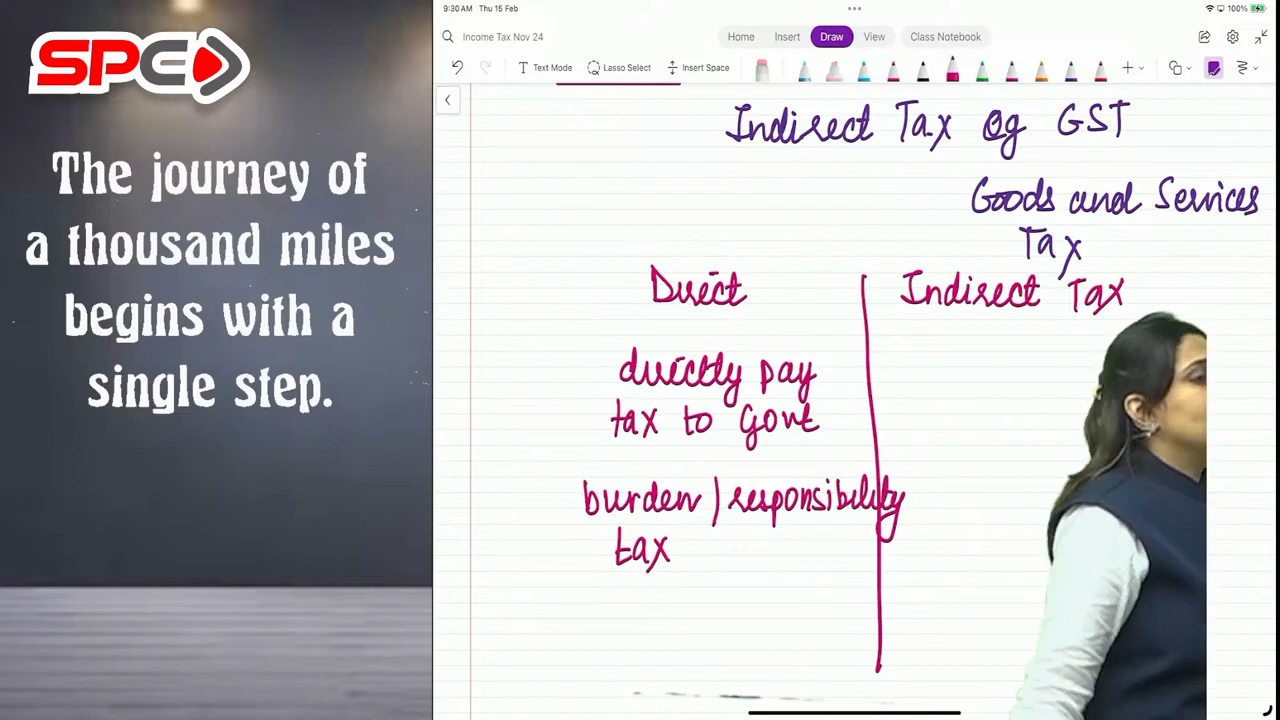 SPC
The journey of
a thousand miles
begins with a
single step.
9:30 AM Thu 15 Feb
100%
Income Tax Nov 24
Home Insert Draw View Class Notebook
Text Mode Lasso Select Insert Space
Indirect Tax eg GST
Goods and Services
Tax
Direct
Indirect Tax
directly pay
tax to Govt
burden / responsibility
tax